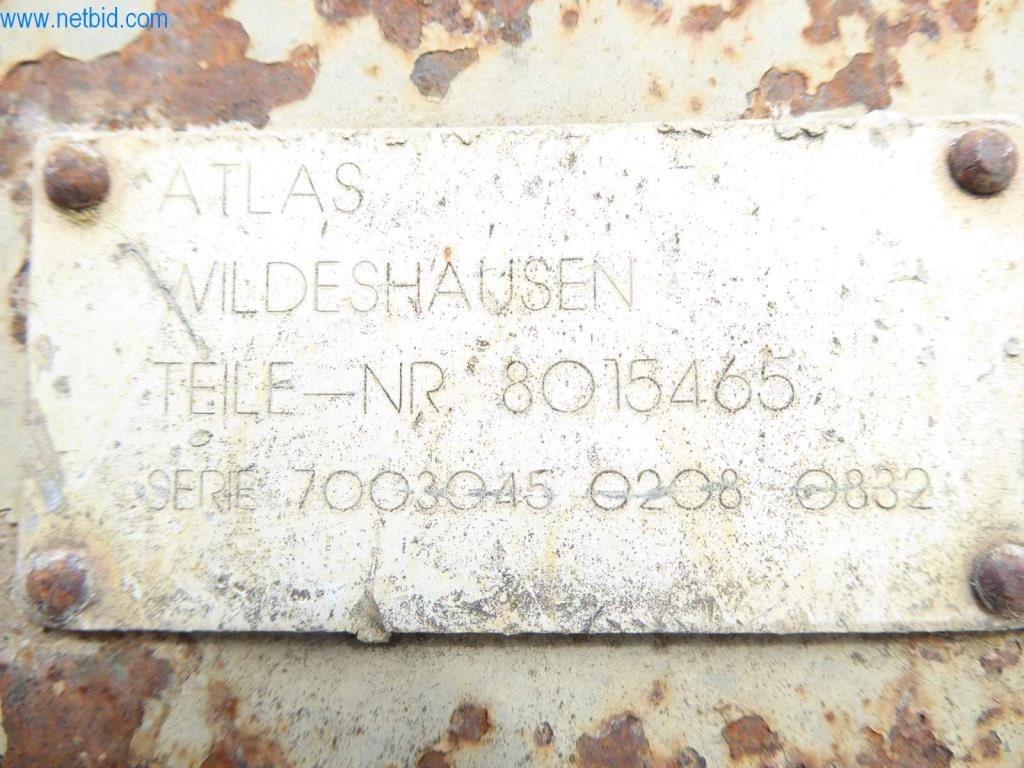 www.netbid.com
ATLAS
WILDESHAUSEN
TEILE-NR. 8015465
SERIE 7003045 0208 0832